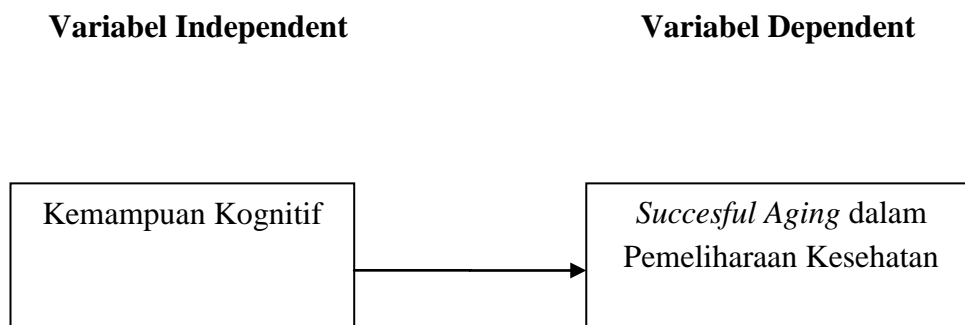 Variabel Independent
Variabel Dependent
Kemampuan Kognitif
Succesful Aging dalam
Pemeliharaan Kesehatan